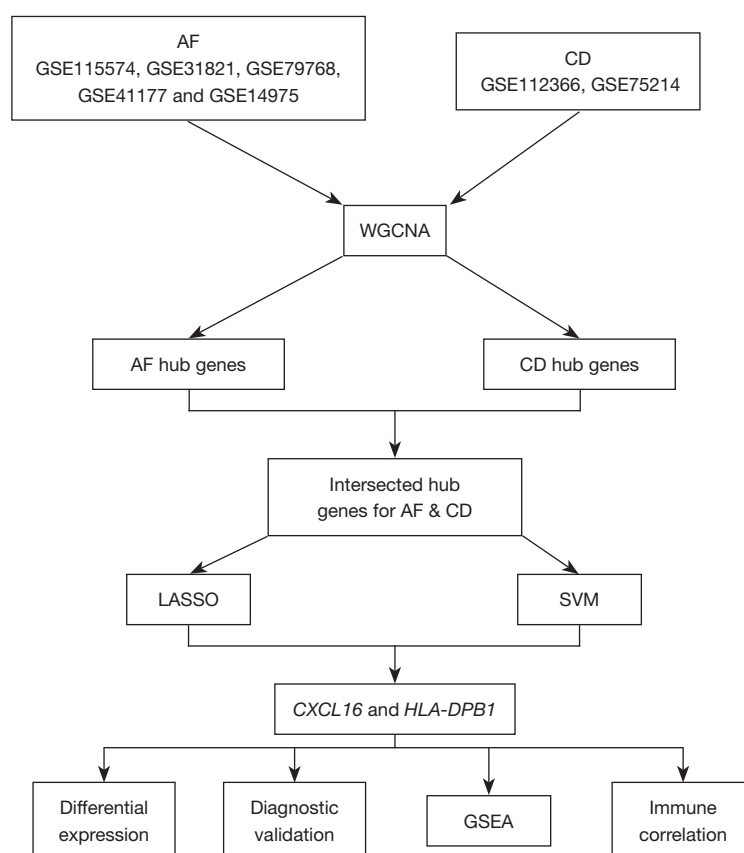 AF
GSE115574, GSE31821, GSE79768,
GSE41177 and GSE14975
CD
GSE112366, GSE75214
WGCNA
AF hub genes
CD hub genes
Intersected hub
genes for AF & CD
LASSO
SVM
CXCL16 and HLA-DPB1
Differential
expression
Diagnostic
validation
GSEA
Immune
correlation